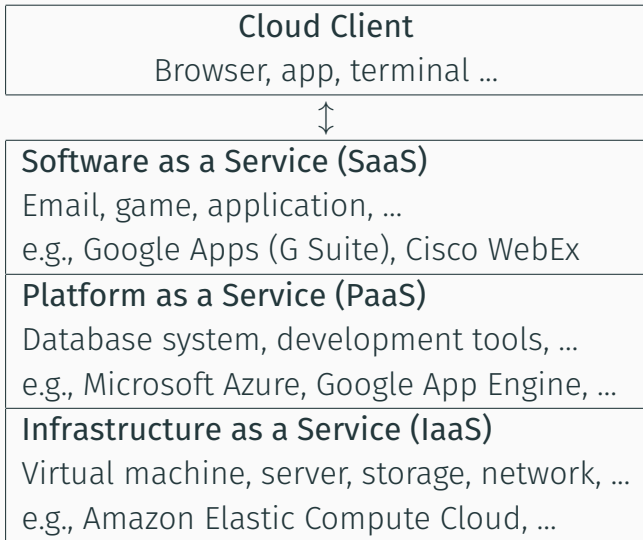 Cloud Client
Browser, app, terminal ...
↕
Software as a Service (SaaS)
Email, game, application, ...
e.g., Google Apps (G Suite), Cisco WebEx
Platform as a Service (PaaS)
Database system, development tools, ...
e.g., Microsoft Azure, Google App Engine, ...
Infrastructure as a Service (IaaS)
Virtual machine, server, storage, network, ...
e.g., Amazon Elastic Compute Cloud, ...